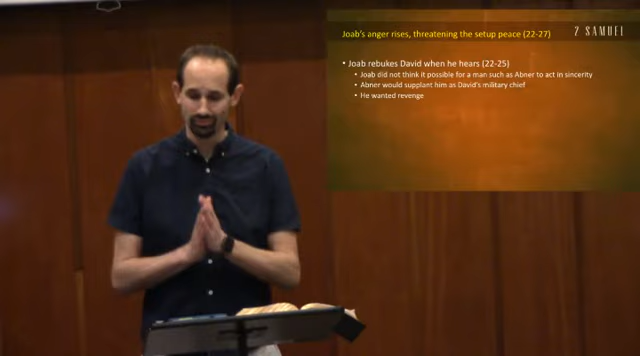 Joab's anger rises, threatening the setup peace (22-27)
2 SAMUEL
• Joab rebukes David when he hears (22-25)
• Joab did not think it possible for a man such as Abner to act in sincerity
• Abner would supplant him as David's military chief
• He wanted revenge